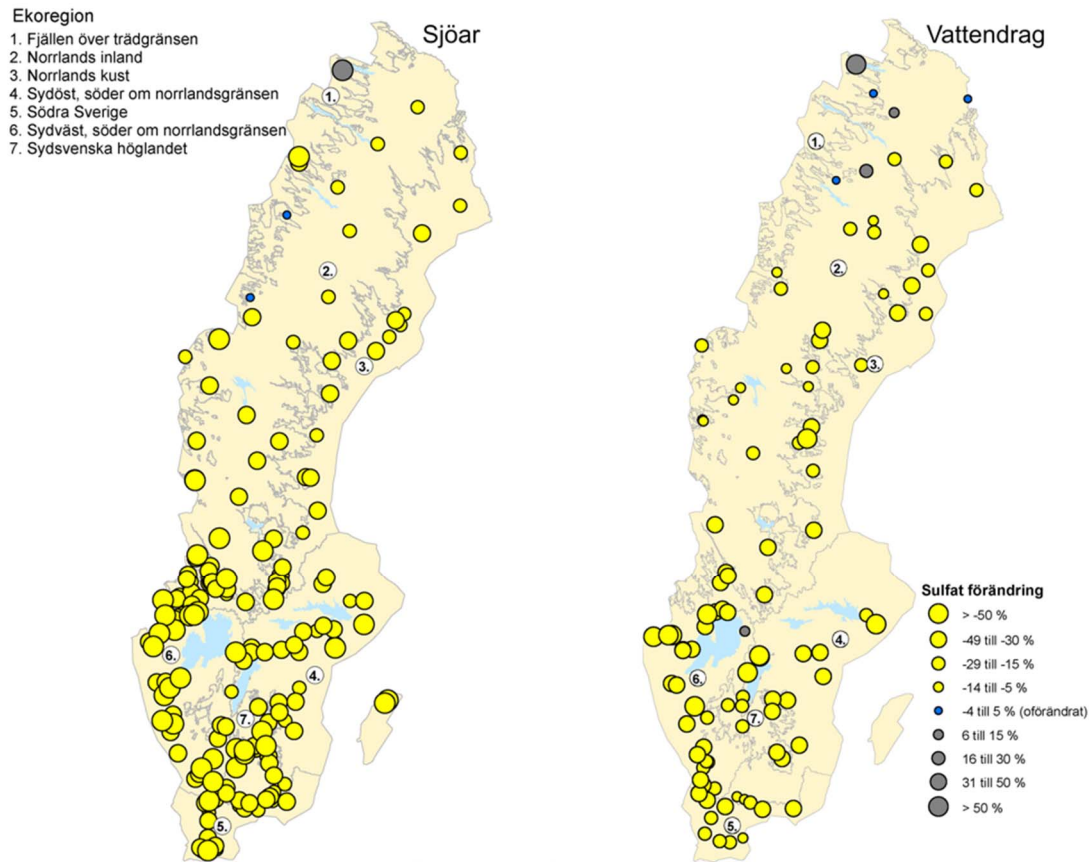 Ekoregion
1. Fjällen över trädgränsen
2. Norrlands inland
3. Norrlands kust
4. Sydöst, söder om norrlandsgränsen
5. Södra Sverige
6. Sydväst, söder om norrlandsgränsen
7. Sydsvenska höglandet
Sjöar
1.
2.
3.
6.
4.
7.
5.
Vattendrag
1.
2.
3.
4.
6.
7.
5.
Sulfat förändring
> -50 %
-49 till -30 %
-29 till -15 %
-14 till -5 %
-4 till 5 % (oförändrat)
6 till 15 %
16 till 30 %
31 till 50 %
> 50 %